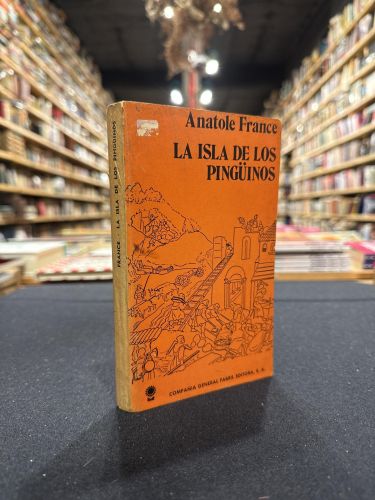 Anatole France
LA ISLA DE LOS
PINGÜINOS
COMPAÑIA GENERAL FABRIL EDITORA, S. A.
FRANCE - LA ISLA DE LOS PINGÜINOS